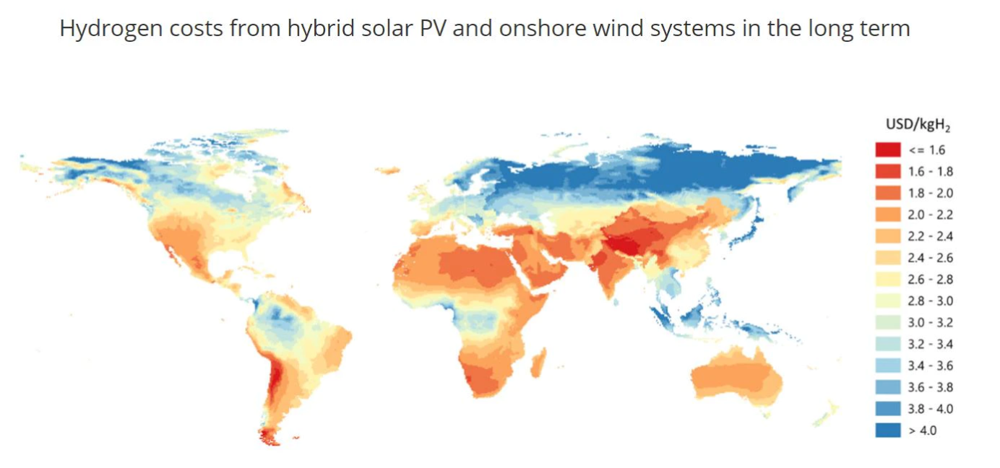 Hydrogen costs from hybrid solar PV and onshore wind systems in the long term
USD/kgH₂
<= 1.6
1.6 - 1.8
1.8 - 2.0
2.0 - 2.2
2.2 - 2.4
2.4 - 2.6
2.6 - 2.8
2.8 - 3.0
3.0 - 3.2
3.2 - 3.4
3.4 - 3.6
3.6 - 3.8
3.8 - 4.0
> 4.0